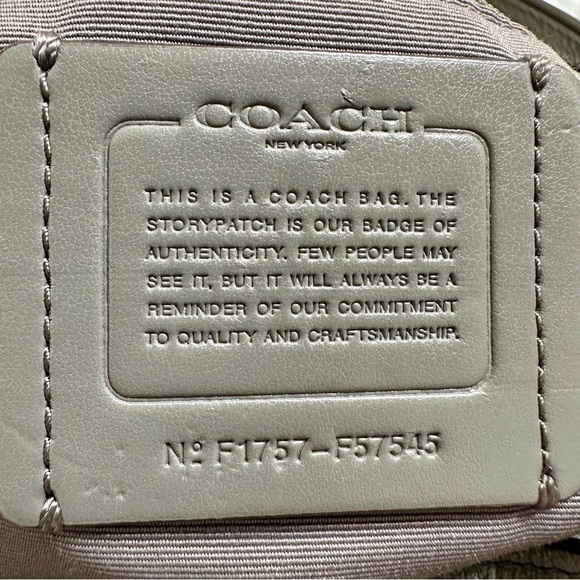 COACH
NEW YORK
THIS IS A COACH BAG. THE
STORYPATCH IS OUR BADGE OF
AUTHENTICITY. FEW PEOPLE MAY
SEE IT, BUT IT WILL ALWAYS BE A
REMINDER OF OUR COMMITMENT
TO QUALITY AND CRAFTSMANSHIP.
Nº F1757-F57545